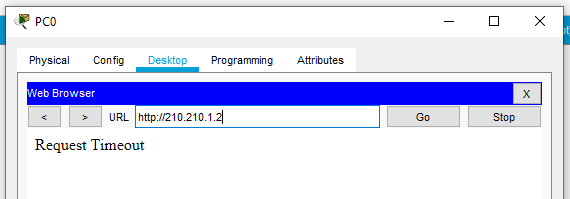 PC0
Physical Config Desktop Programming Attributes
Web Browser X
< > URL http://210.210.1.2 Go Stop
Request Timeout